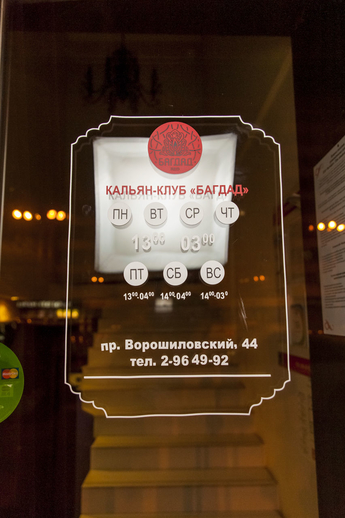 БАГДАД
КАЛЬЯН-КЛУБ «БАГДАД»
ПН ВТ СР ЧТ
13⁰⁰ 03⁰⁰
ПТ СБ ВС
13⁰⁰-04⁰⁰ 14⁰⁰-04⁰⁰ 14⁰⁰-03⁰
пр. Ворошиловский, 44
тел. 2-96 49-92